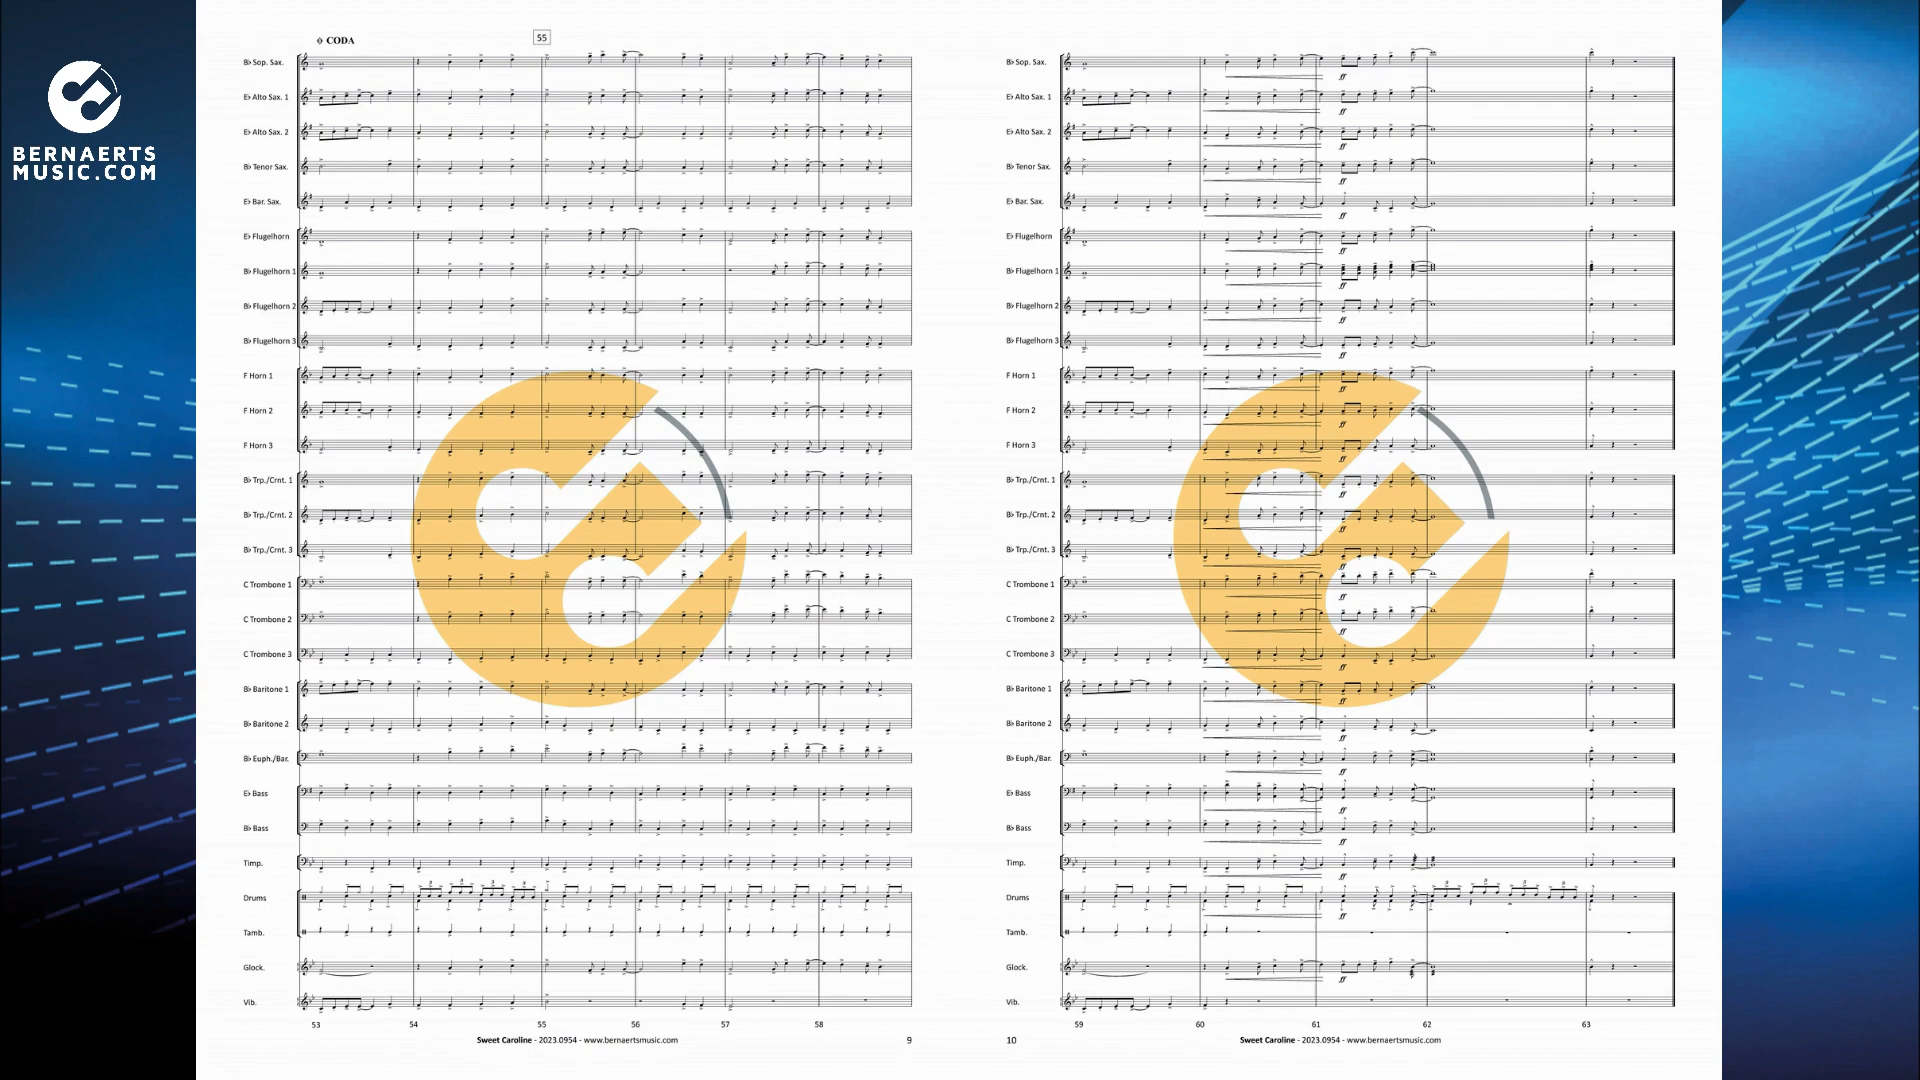 BERNAERTS
MUSIC.COM
CODA
55
B♭ Sop. Sax.
E♭ Alto Sax. 1
E♭ Alto Sax. 2
B♭ Tenor Sax.
E♭ Bar. Sax.
E♭ Flugelhorn
B♭ Flugelhorn 1
B♭ Flugelhorn 2
B♭ Flugelhorn 3
F Horn 1
F Horn 2
F Horn 3
B♭ Trp./Crnt. 1
B♭ Trp./Crnt. 2
B♭ Trp./Crnt. 3
C Trombone 1
C Trombone 2
C Trombone 3
B♭ Baritone 1
B♭ Baritone 2
B♭ Euph./Bar.
E♭ Bass
B♭ Bass
Timp.
Drums
Tamb.
Glock.
Vib.
53 54 55 56 57 58
Sweet Caroline - 2023.0954 - www.bernaertsmusic.com 9
B♭ Sop. Sax.
E♭ Alto Sax. 1
E♭ Alto Sax. 2
B♭ Tenor Sax.
E♭ Bar. Sax.
E♭ Flugelhorn
B♭ Flugelhorn 1
B♭ Flugelhorn 2
B♭ Flugelhorn 3
F Horn 1
F Horn 2
F Horn 3
B♭ Trp./Crnt. 1
B♭ Trp./Crnt. 2
B♭ Trp./Crnt. 3
C Trombone 1
C Trombone 2
C Trombone 3
B♭ Baritone 1
B♭ Baritone 2
B♭ Euph./Bar.
E♭ Bass
B♭ Bass
Timp.
Drums
Tamb.
Glock.
Vib.
59 60 61 62 63
10 Sweet Caroline - 2023.0954 - www.bernaertsmusic.com